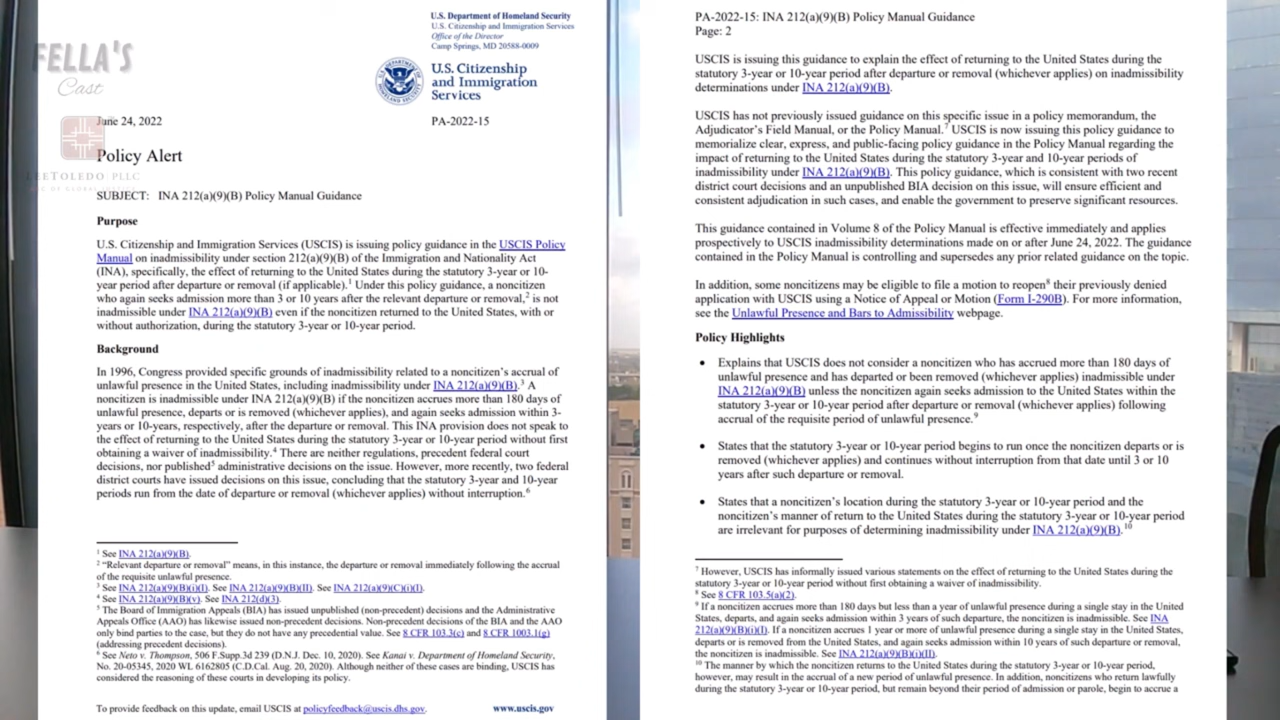 FELLA'S
Cast
LEETOLEDO PLLC
U.S. Department of Homeland Security
U.S. Citizenship and Immigration Services
Office of the Director
Camp Springs, MD 20588-0009
U.S. Citizenship
and Immigration
Services
June 24, 2022
PA-2022-15
Policy Alert
SUBJECT: INA 212(a)(9)(B) Policy Manual Guidance
Purpose
U.S. Citizenship and Immigration Services (USCIS) is issuing policy guidance in the USCIS Policy
Manual on inadmissibility under section 212(a)(9)(B) of the Immigration and Nationality Act
(INA), specifically, the effect of returning to the United States during the statutory 3-year or 10-
year period after departure or removal (if applicable).1 Under this policy guidance, a noncitizen
who again seeks admission more than 3 or 10 years after the relevant departure or removal,2 is not
inadmissible under INA 212(a)(9)(B) even if the noncitizen returned to the United States, with or
without authorization, during the statutory 3-year or 10-year period.
Background
In 1996, Congress provided specific grounds of inadmissibility related to a noncitizen's accrual of
unlawful presence in the United States, including inadmissibility under INA 212(a)(9)(B).3 A
noncitizen is inadmissible under INA 212(a)(9)(B) if the noncitizen accrues more than 180 days of
unlawful presence, departs or is removed (whichever applies), and again seeks admission within 3-
years or 10-years, respectively, after the departure or removal. This INA provision does not speak to
the effect of returning to the United States during the statutory 3-year or 10-year period without first
obtaining a waiver of inadmissibility.4 There are neither regulations, precedent federal court
decisions, nor published5 administrative decisions on the issue. However, more recently, two federal
district courts have issued decisions on this issue, concluding that the statutory 3-year and 10-year
periods run from the date of departure or removal (whichever applies) without interruption.6
1 See INA 212(a)(9)(B).
2 "Relevant departure or removal" means, in this instance, the departure or removal immediately following the accrual
of the requisite unlawful presence.
3 See INA 212(a)(9)(B)(i)(I). See INA 212(a)(9)(B)(II). See INA 212(a)(9)(C)(i)(I).
4 See INA 212(a)(9)(B)(v). See INA 212(d)(3).
5 The Board of Immigration Appeals (BIA) has issued unpublished (non-precedent) decisions and the Administrative
Appeals Office (AAO) has likewise issued non-precedent decisions. Non-precedent decisions of the BIA and the AAO
only bind parties to the case, but they do not have any precedential value. See 8 CFR 103.3(c) and 8 CFR 1003.1(g)
(addressing precedent decisions).
6 See Neto v. Thompson, 506 F.Supp.3d 239 (D.N.J. Dec. 10, 2020). See Kanai v. Department of Homeland Security,
No. 20-05345, 2020 WL 6162805 (C.D.Cal. Aug. 20, 2020). Although neither of these cases are binding, USCIS has
considered the reasoning of these courts in developing its policy.
To provide feedback on this update, email USCIS at policyfeedback@uscis.dhs.gov.
www.uscis.gov
PA-2022-15: INA 212(a)(9)(B) Policy Manual Guidance
Page: 2
USCIS is issuing this guidance to explain the effect of returning to the United States during the
statutory 3-year or 10-year period after departure or removal (whichever applies) on inadmissibility
determinations under INA 212(a)(9)(B).
USCIS has not previously issued guidance on this specific issue in a policy memorandum, the
Adjudicator's Field Manual, or the Policy Manual.7 USCIS is now issuing this policy guidance to
memorialize clear, express, and public-facing policy guidance in the Policy Manual regarding the
impact of returning to the United States during the statutory 3-year and 10-year periods of
inadmissibility under INA 212(a)(9)(B). This policy guidance, which is consistent with two recent
district court decisions and an unpublished BIA decision on this issue, will ensure efficient and
consistent adjudication in such cases, and enable the government to preserve significant resources.
This guidance contained in Volume 8 of the Policy Manual is effective immediately and applies
prospectively to USCIS inadmissibility determinations made on or after June 24, 2022. The guidance
contained in the Policy Manual is controlling and supersedes any prior related guidance on the topic.
In addition, some noncitizens may be eligible to file a motion to reopen8 their previously denied
application with USCIS using a Notice of Appeal or Motion (Form I-290B). For more information,
see the Unlawful Presence and Bars to Admissibility webpage.
Policy Highlights
• Explains that USCIS does not consider a noncitizen who has accrued more than 180 days of
unlawful presence and has departed or been removed (whichever applies) inadmissible under
INA 212(a)(9)(B) unless the noncitizen again seeks admission to the United States within the
statutory 3-year or 10-year period after departure or removal (whichever applies) following
accrual of the requisite period of unlawful presence.9
• States that the statutory 3-year or 10-year period begins to run once the noncitizen departs or is
removed (whichever applies) and continues without interruption from that date until 3 or 10
years after such departure or removal.
• States that a noncitizen's location during the statutory 3-year or 10-year period and the
noncitizen's manner of return to the United States during the statutory 3-year or 10-year period
are irrelevant for purposes of determining inadmissibility under INA 212(a)(9)(B).10
7 However, USCIS has informally issued various statements on the effect of returning to the United States during the
statutory 3-year or 10-year period without first obtaining a waiver of inadmissibility.
8 See 8 CFR 103.5(a)(2).
9 If a noncitizen accrues more than 180 days but less than a year of unlawful presence during a single stay in the United
States, departs, and again seeks admission within 3 years of such departure, the noncitizen is inadmissible. See INA
212(a)(9)(B)(i)(I). If a noncitizen accrues 1 year or more of unlawful presence during a single stay in the United States,
departs or is removed from the United States, and again seeks admission within 10 years of such departure or removal,
the noncitizen is inadmissible. See INA 212(a)(9)(B)(i)(II).
10 The manner by which the noncitizen returns to the United States during the statutory 3-year or 10-year period,
however, may result in the accrual of a new period of unlawful presence. In addition, noncitizens who return lawfully
during the statutory 3-year or 10-year period, but remain beyond their period of admission or parole, begin to accrue a